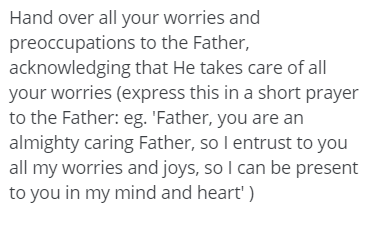 Hand over all your worries and
preoccupations to the Father,
acknowledging that He takes care of all
your worries (express this in a short prayer
to the Father: eg. 'Father, you are an
almighty caring Father, so I entrust to you
all my worries and joys, so I can be present
to you in my mind and heart' )